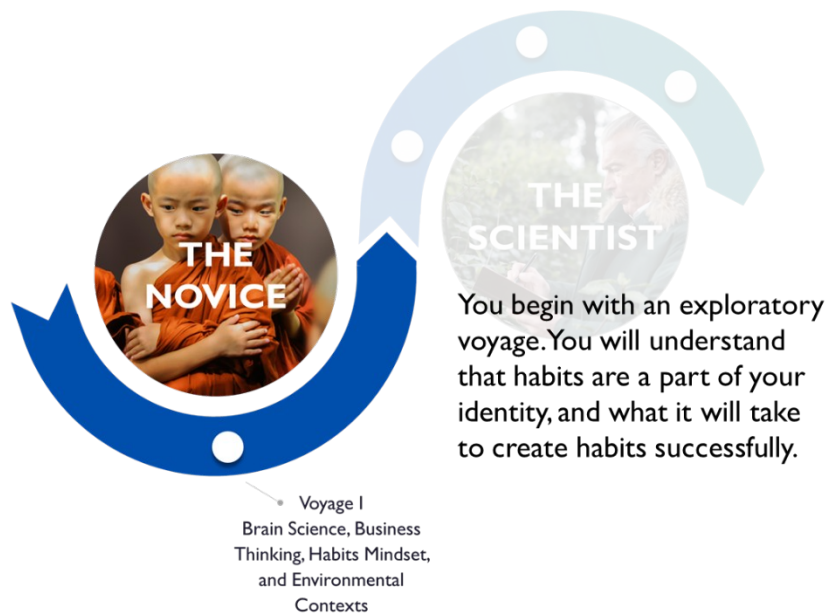 THE
NOVICE
THE
SCIENTIST
You begin with an exploratory
voyage. You will understand
that habits are a part of your
identity, and what it will take
to create habits successfully.
Voyage I
Brain Science, Business
Thinking, Habits Mindset,
and Environmental
Contexts